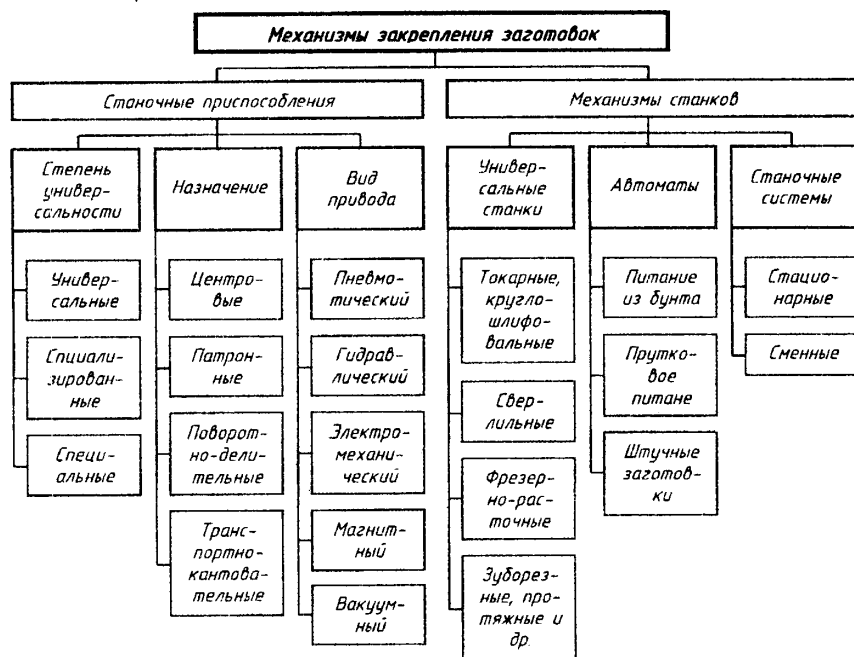 Механизмы закрепления заготовок
Станочные приспособления
Механизмы станков
Степень
универ-
сальности
Назначение
Вид
привода
Универ-
сальные
станки
Автоматы
Станочные
системы
Универ-
сальные
Спциали-
зирован-
ные
Специ-
альные
Центро-
вые
Патрон-
ные
Поворот-
но-дели-
тельные
Транс-
портно-
кантова-
тельные
Пневмо-
тический
Гидрав-
лический
Электро-
механи-
ческий
Магнит-
ный
Вакуум-
ный
Токарные,
кругло-
шлифо-
вальные
Свер-
лильные
Фрезер-
но-рас-
точные
Зуборез-
ные, про-
тяжные и
др.
Питание
из бунта
Прутко-
вое
питане
Штучные
заготов-
ки
Стацио-
нарные
Сменные